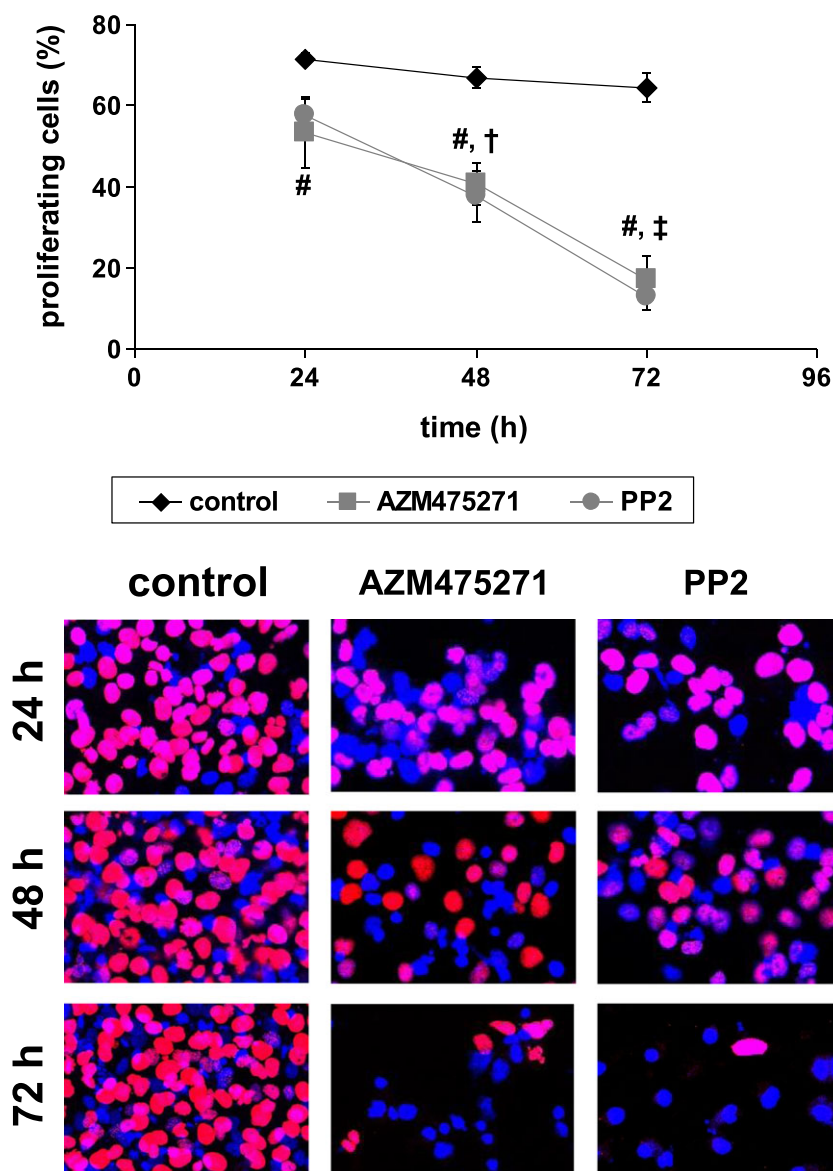 80
proliferating cells (%)
60
#, †
#
40
#, ‡
20
0
0 24 48 72 96
time (h)
control AZM475271 PP2
control AZM475271 PP2
24 h
48 h
72 h